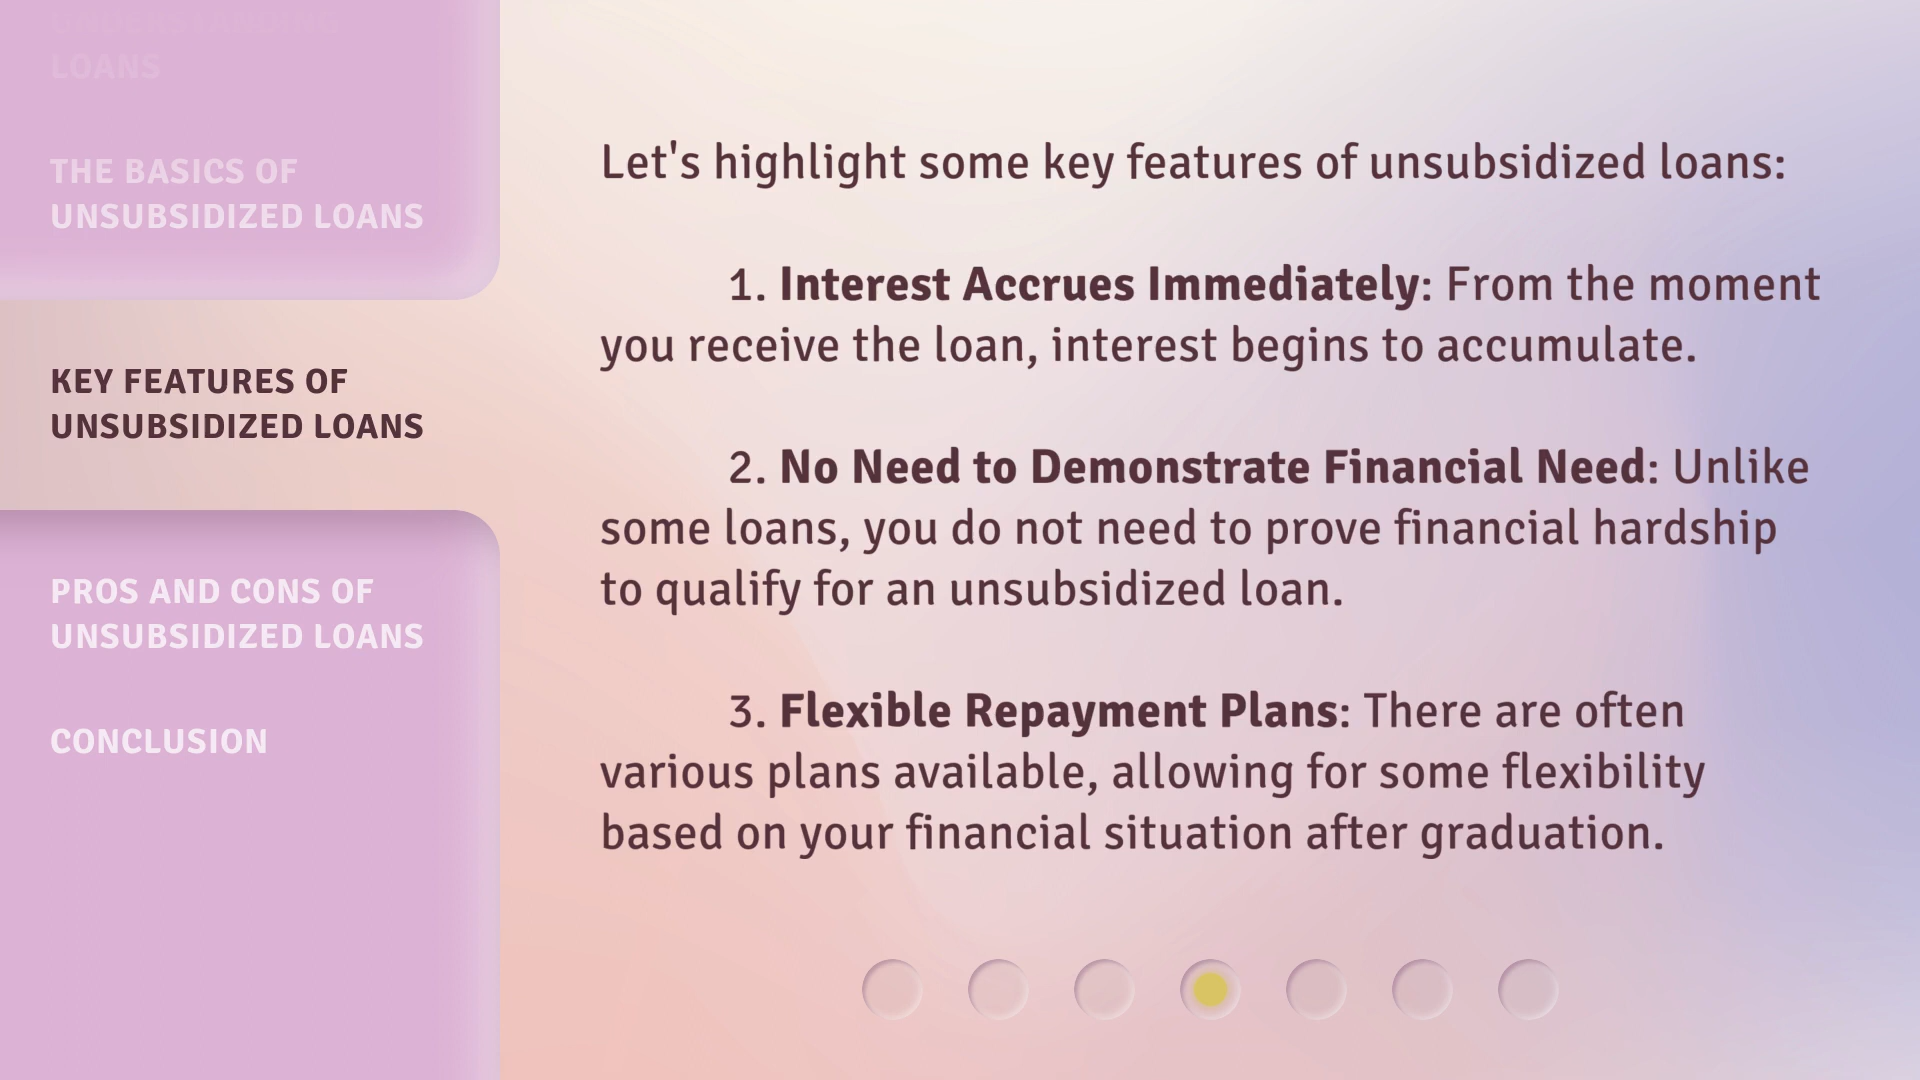 LOANS
THE BASICS OF
UNSUBSIDIZED LOANS
KEY FEATURES OF
UNSUBSIDIZED LOANS
PROS AND CONS OF
UNSUBSIDIZED LOANS
CONCLUSION
Let's highlight some key features of unsubsidized loans:
1. Interest Accrues Immediately: From the moment
you receive the loan, interest begins to accumulate.
2. No Need to Demonstrate Financial Need: Unlike
some loans, you do not need to prove financial hardship
to qualify for an unsubsidized loan.
3. Flexible Repayment Plans: There are often
various plans available, allowing for some flexibility
based on your financial situation after graduation.